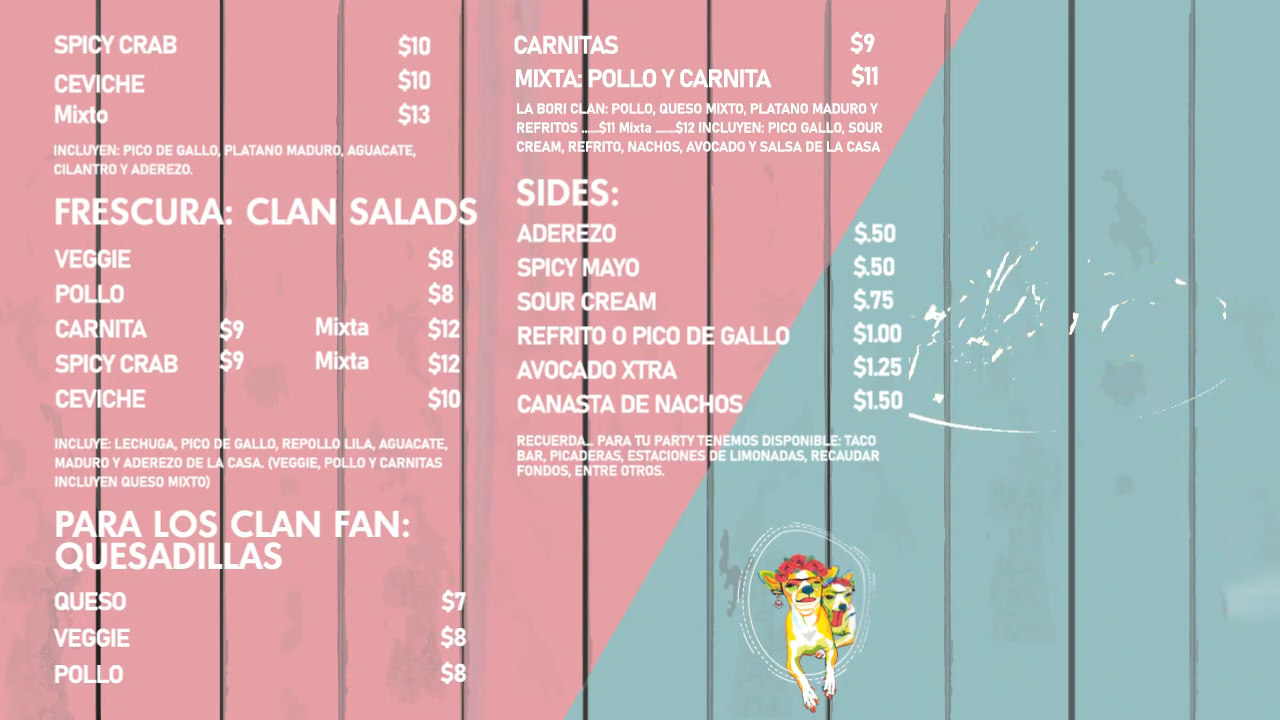 SPICY CRAB $10
CEVICHE $10
Mixto $13
INCLUYEN: PICO DE GALLO, PLATANO MADURO, AGUACATE,
CILANTRO Y ADEREZO.
FRESCURA: CLAN SALADS
VEGGIE $8
POLLO $8
CARNITA $9 Mixta $12
SPICY CRAB $9 Mixta $12
CEVICHE $10
INCLUYE: LECHUGA, PICO DE GALLO, REPOLLO LILA, AGUACATE,
MADURO Y ADEREZO DE LA CASA. (VEGGIE, POLLO Y CARNITAS
INCLUYEN QUESO MIXTO)
PARA LOS CLAN FAN:
QUESADILLAS
QUESO $7
VEGGIE $8
POLLO $8
CARNITAS $9
MIXTA: POLLO Y CARNITA $11
LA BORI CLAN: POLLO, QUESO MIXTO, PLATANO MADURO Y
REFRITOS ......$11 Mixta .......$12 INCLUYEN: PICO GALLO, SOUR
CREAM, REFRITO, NACHOS, AVOCADO Y SALSA DE LA CASA
SIDES:
ADEREZO $.50
SPICY MAYO $.50
SOUR CREAM $.75
REFRITO O PICO DE GALLO $1.00
AVOCADO XTRA $1.25
CANASTA DE NACHOS $1.50
RECUERDA... PARA TU PARTY TENEMOS DISPONIBLE: TACO
BAR, PICADERAS, ESTACIONES DE LIMONADAS, RECAUDAR
FONDOS, ENTRE OTROS.